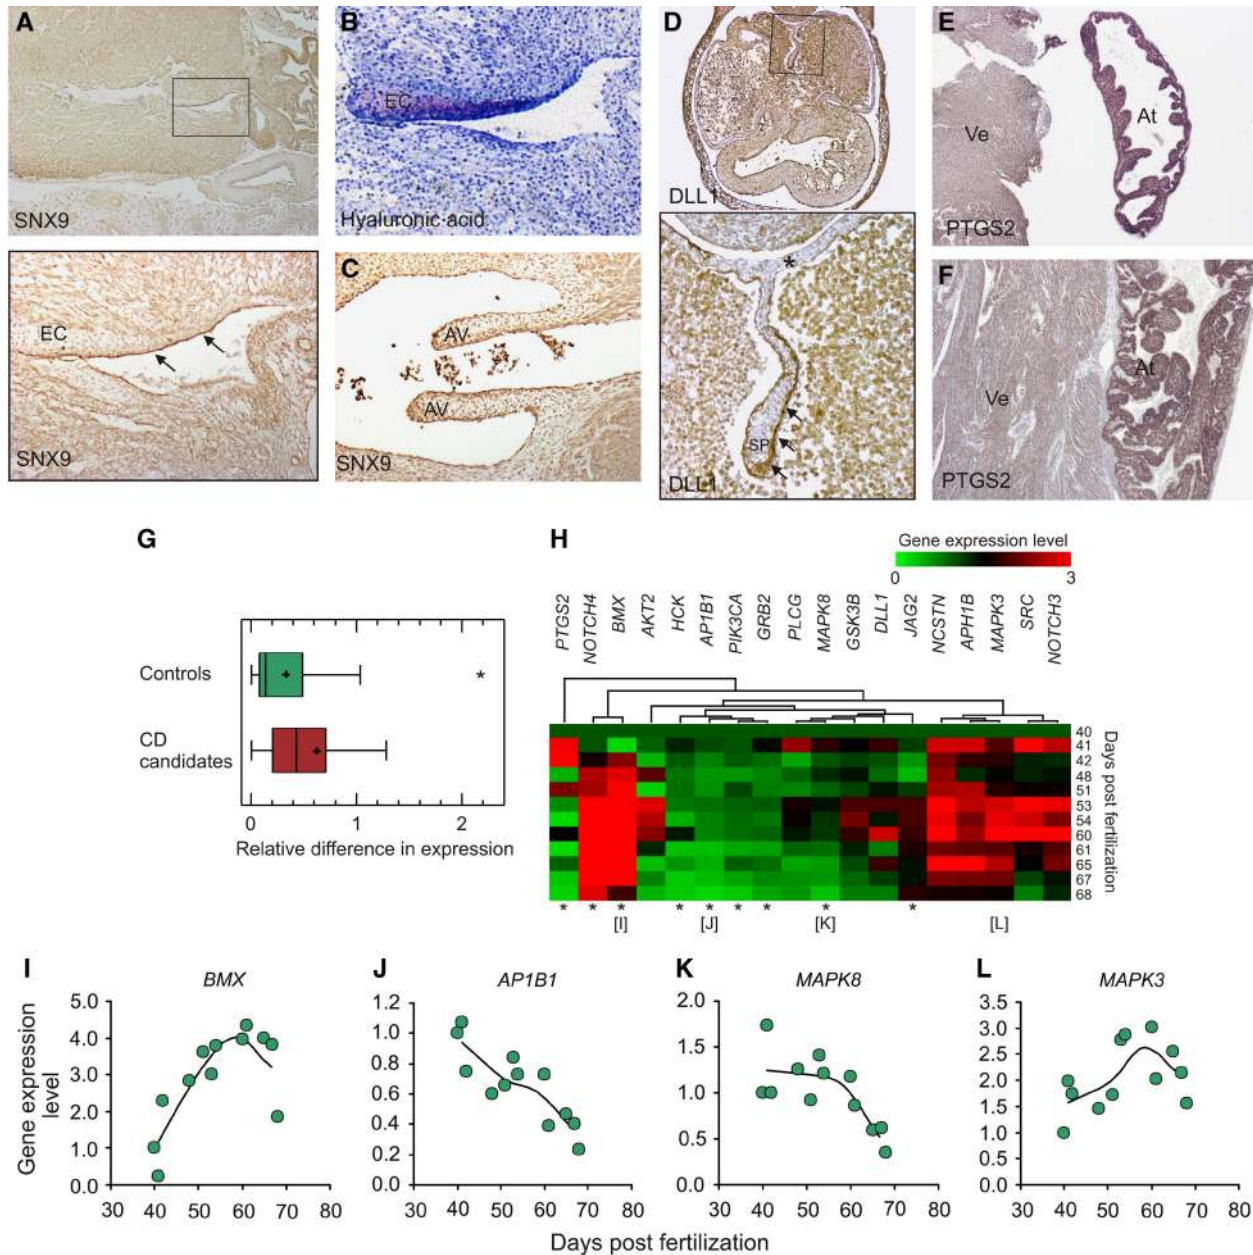 A
SNX9
EC
SNX9
B
EC
Hyaluronic acid
C
AV
AV
SNX9
D
DLL1
*
SP
DLL1
E
Ve
At
PTGS2
F
Ve
At
PTGS2
G
Controls
CD
candidates
*
0 1 2
Relative difference in expression
H
Gene expression level
0 3
PTGS2 NOTCH4 BMX AKT2 HCK AP1B1 PIK3CA GRB2 PLCG MAPK8 GSK3B DLL1 JAG2 NCSTN APH1B MAPK3 SRC NOTCH3
40
41
42
48
51
53
54
60
61
65
67
68
Days post fertilization
* * * * * * * * *
[I] [J] [K] [L]
I
BMX
5.0
4.0
3.0
2.0
1.0
0.0
30 40 50 60 70 80
Gene expression
level
J
AP1B1
1.2
1.0
0.8
0.6
0.4
0.2
0.0
30 40 50 60 70 80
K
MAPK8
2.0
1.5
1.0
0.5
0.0
30 40 50 60 70 80
L
MAPK3
3.5
3.0
2.5
2.0
1.5
1.0
0.5
0.0
30 40 50 60 70 80
Days post fertilization